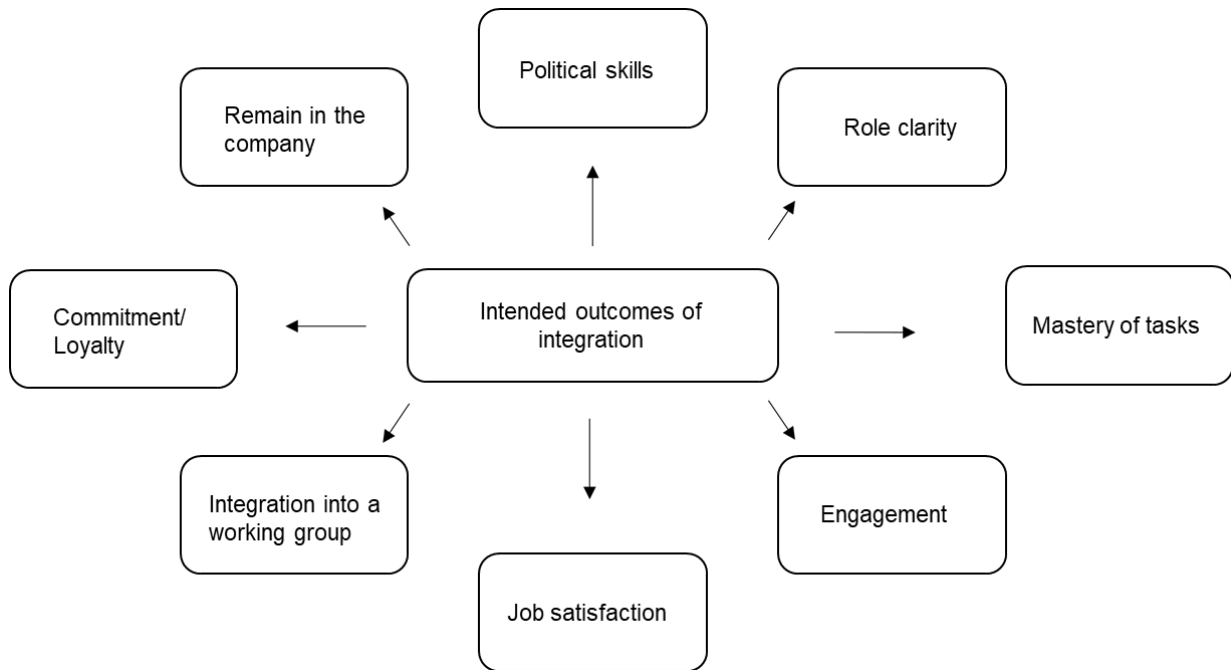 Political skills
Remain in the
company
Role clarity
Commitment/
Loyalty
Intended outcomes of
integration
Mastery of tasks
Integration into a
working group
Engagement
Job satisfaction